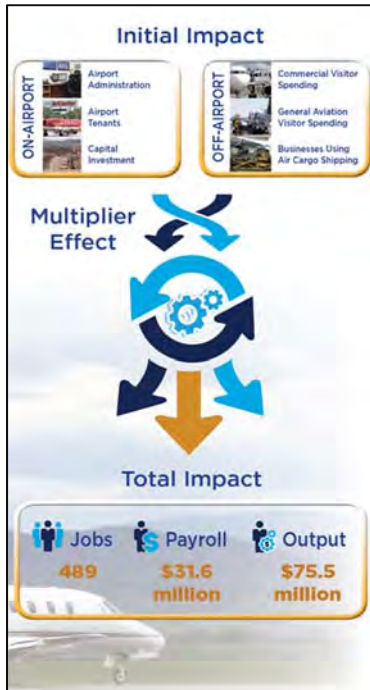 Initial Impact
ON-AIRPORT
Airport
Administration
Airport
Tenants
Capital
Investment
OFF-AIRPORT
Commercial Visitor
Spending
General Aviation
Visitor Spending
Businesses Using
Air Cargo Shipping
Multiplier
Effect
Total Impact
Jobs
489
Payroll
$31.6
million
Output
$75.5
million